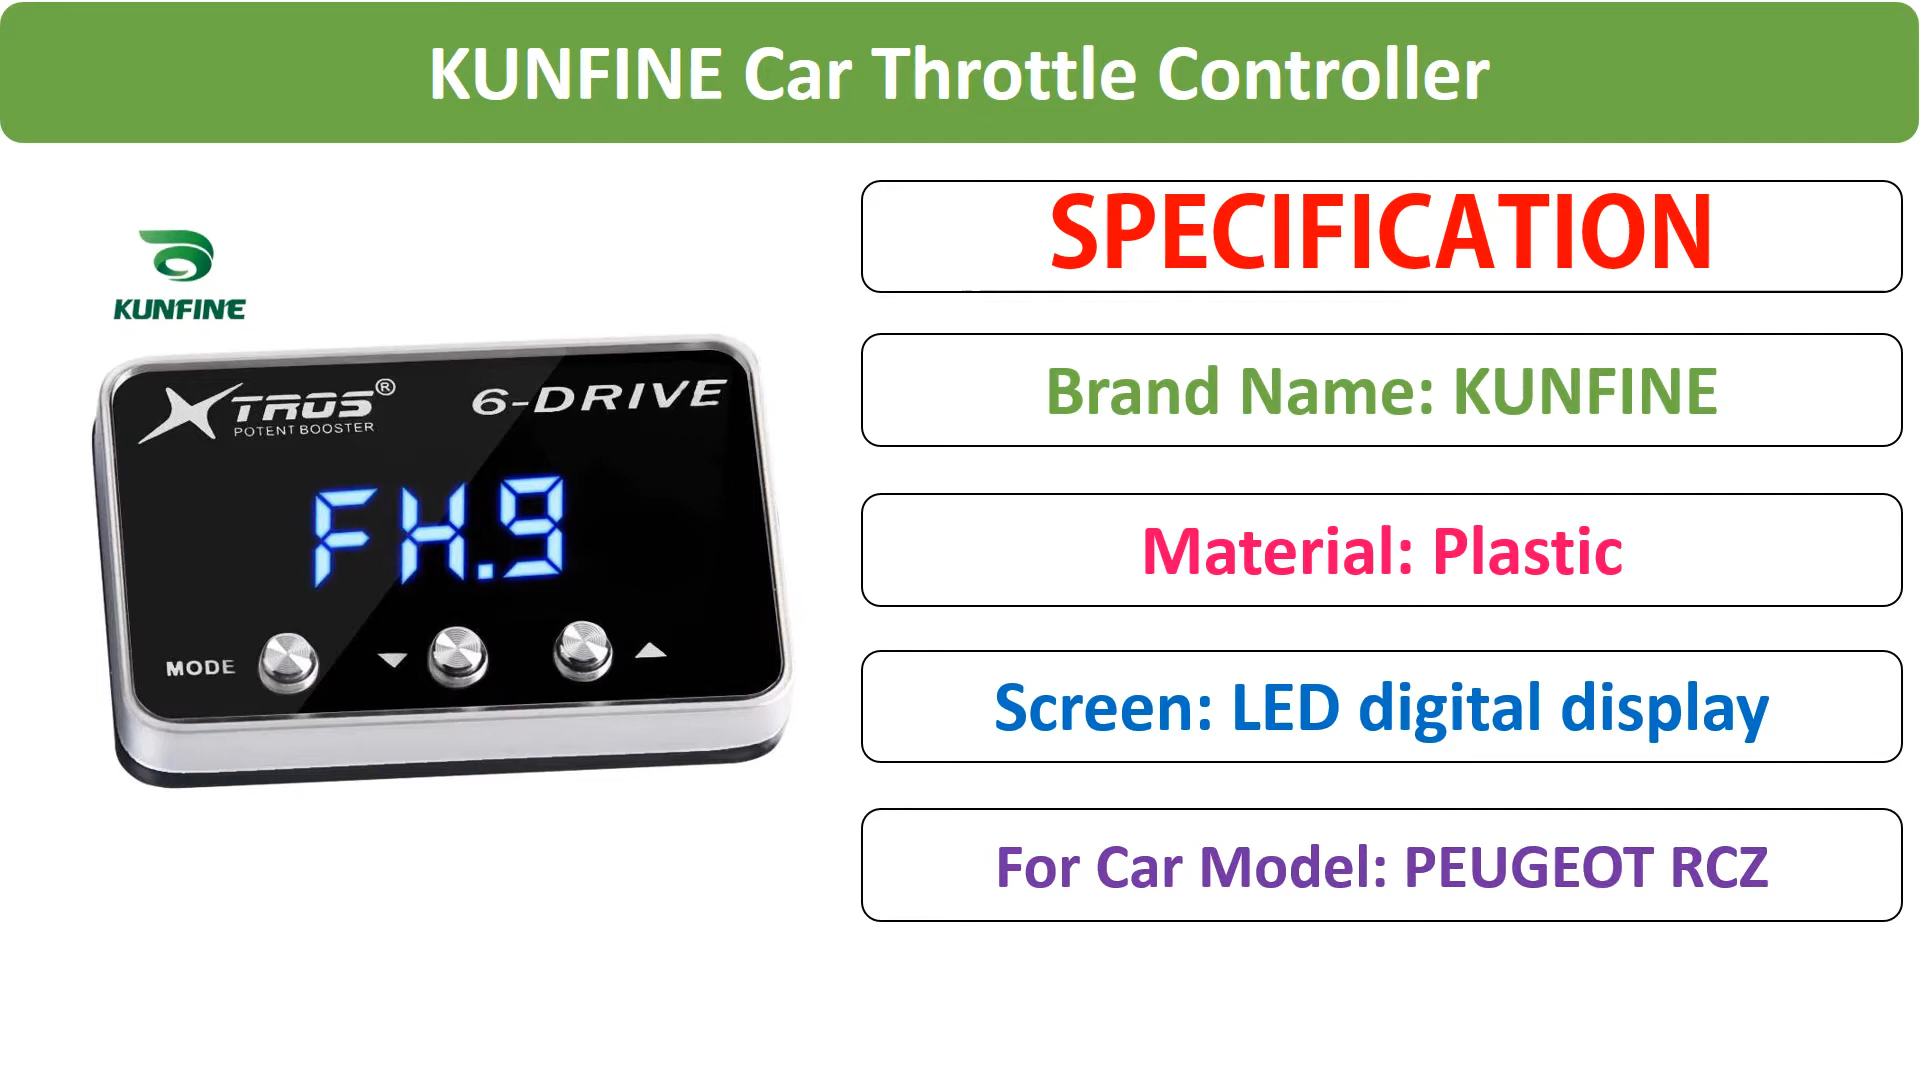 KUNFINE Car Throttle Controller
KUNFINE
TROS®
POTENT BOOSTER
6-DRIVE
FH.9
MODE
SPECIFICATION
Brand Name: KUNFINE
Material: Plastic
Screen: LED digital display
For Car Model: PEUGEOT RCZ